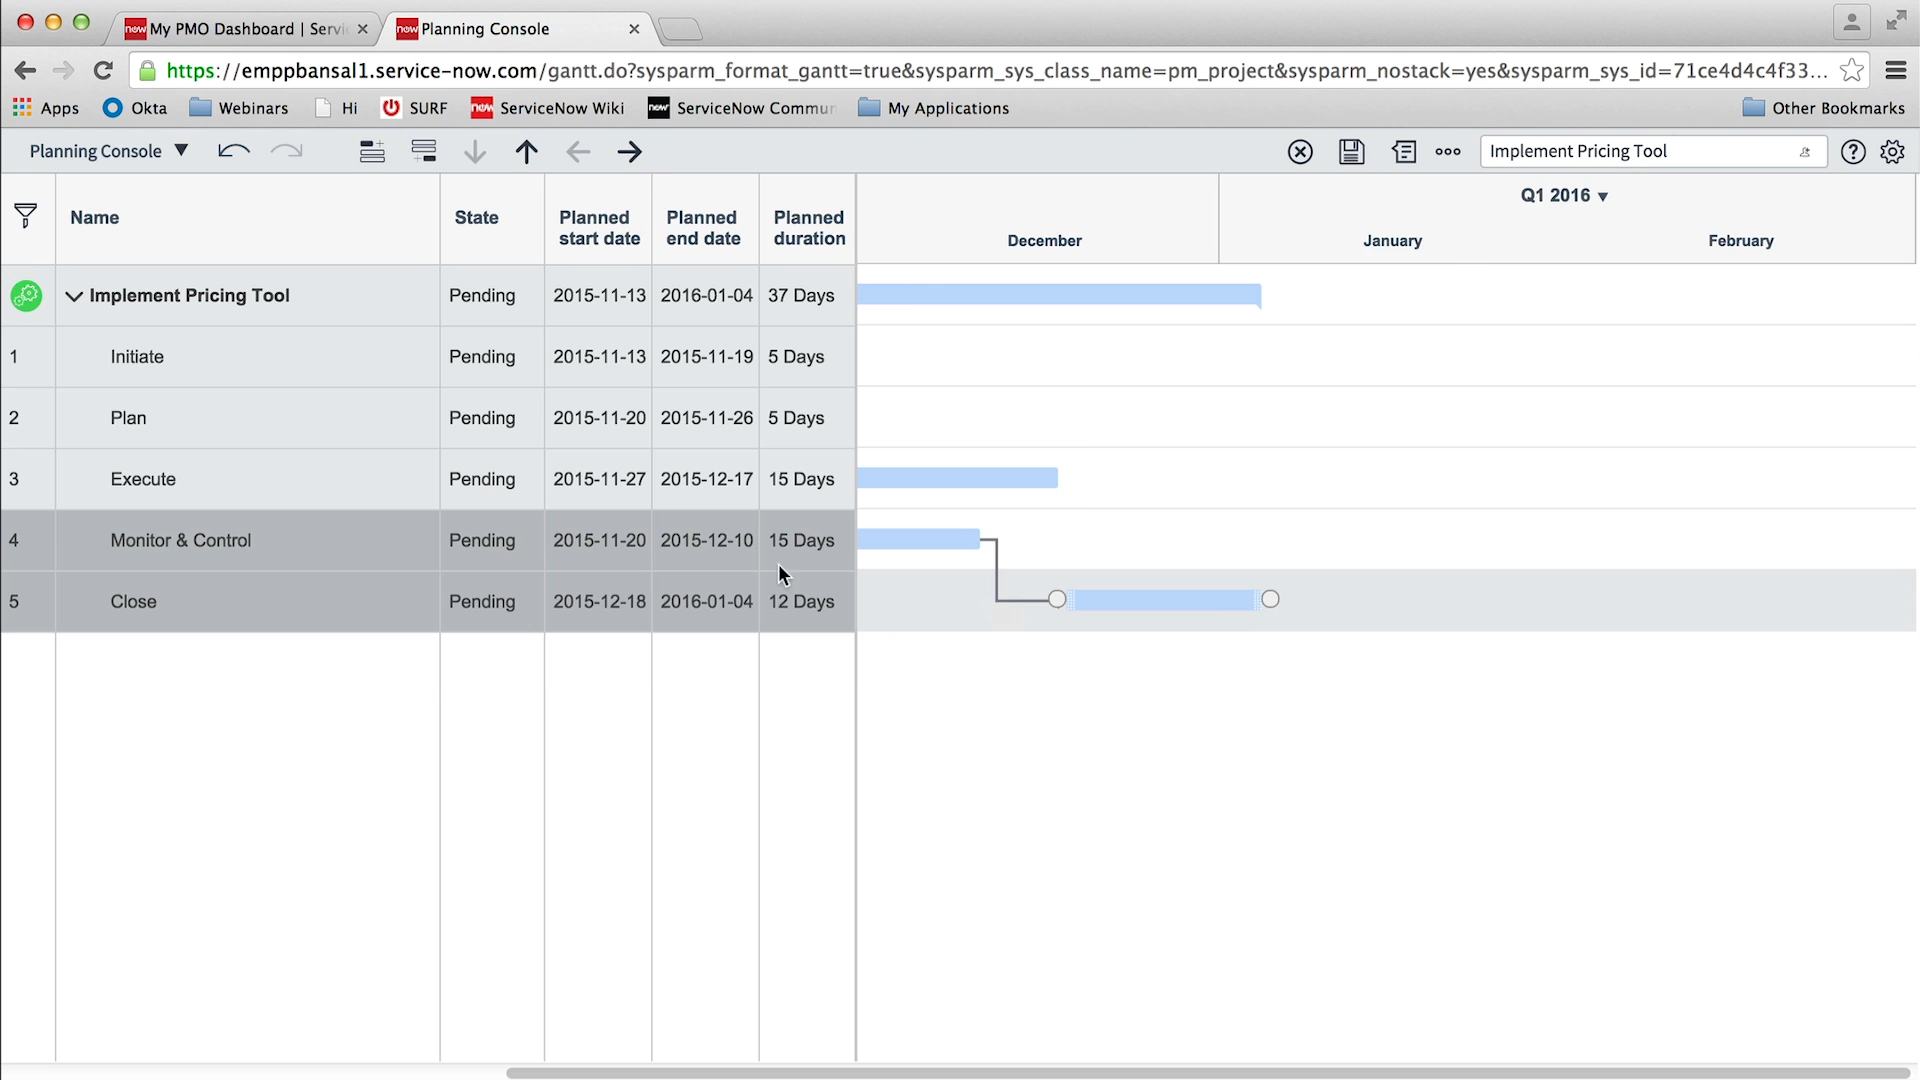 now My PMO Dashboard | Servi
now Planning Console
https://emppbansal1.service-now.com/gantt.do?sysparm_format_gantt=true&sysparm_sys_class_name=pm_project&sysparm_nostack=yes&sysparm_sys_id=71ce4d4c4f33...
Apps Okta Webinars Hi SURF now ServiceNow Wiki now ServiceNow Commun My Applications Other Bookmarks
Planning Console ▼ Implement Pricing Tool ?
Name State Planned start date Planned end date Planned duration
Q1 2016 ▼
December January February
Implement Pricing Tool Pending 2015-11-13 2016-01-04 37 Days
1 Initiate Pending 2015-11-13 2015-11-19 5 Days
2 Plan Pending 2015-11-20 2015-11-26 5 Days
3 Execute Pending 2015-11-27 2015-12-17 15 Days
4 Monitor & Control Pending 2015-11-20 2015-12-10 15 Days
5 Close Pending 2015-12-18 2016-01-04 12 Days